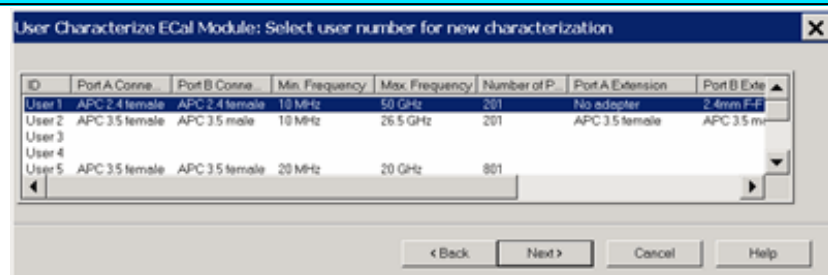 User Characterize ECal Module: Select user number for new characterization
ID Port A Conne... Port B Conne... Min. Frequency Max. Frequency Number of P... Port A Extension Port B Exte
User 1 APC 2.4 female APC 2.4 female 10 MHz 50 GHz 201 No adapter 2.4mm F-F
User 2 APC 3.5 female APC 3.5 male 10 MHz 26.5 GHz 201 APC 3.5 female APC 3.5 m
User 3
User 4
User 5 APC 3.5 female APC 3.5 female 20 MHz 20 GHz 801
< Back Next > Cancel Help